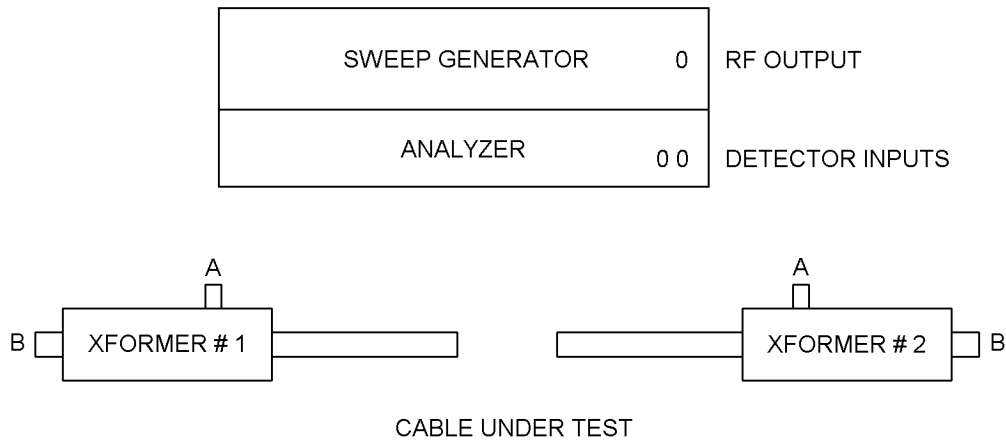 SWEEP GENERATOR 0 RF OUTPUT
ANALYZER 0 0 DETECTOR INPUTS
A A
B XFORMER # 1 XFORMER # 2 B
CABLE UNDER TEST